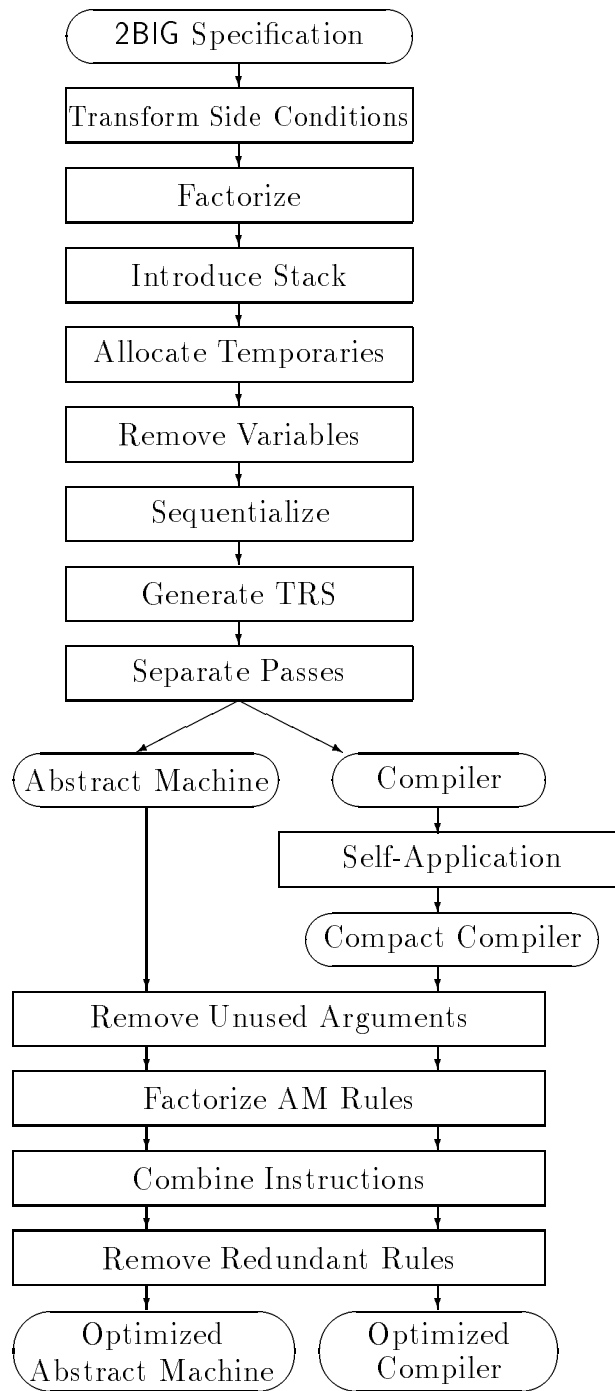 2BIG Specification
Transform Side Conditions
Factorize
Introduce Stack
Allocate Temporaries
Remove Variables
Sequentialize
Generate TRS
Separate Passes
Abstract Machine
Compiler
Self-Application
Compact Compiler
Remove Unused Arguments
Factorize AM Rules
Combine Instructions
Remove Redundant Rules
Optimized
Abstract Machine
Optimized
Compiler